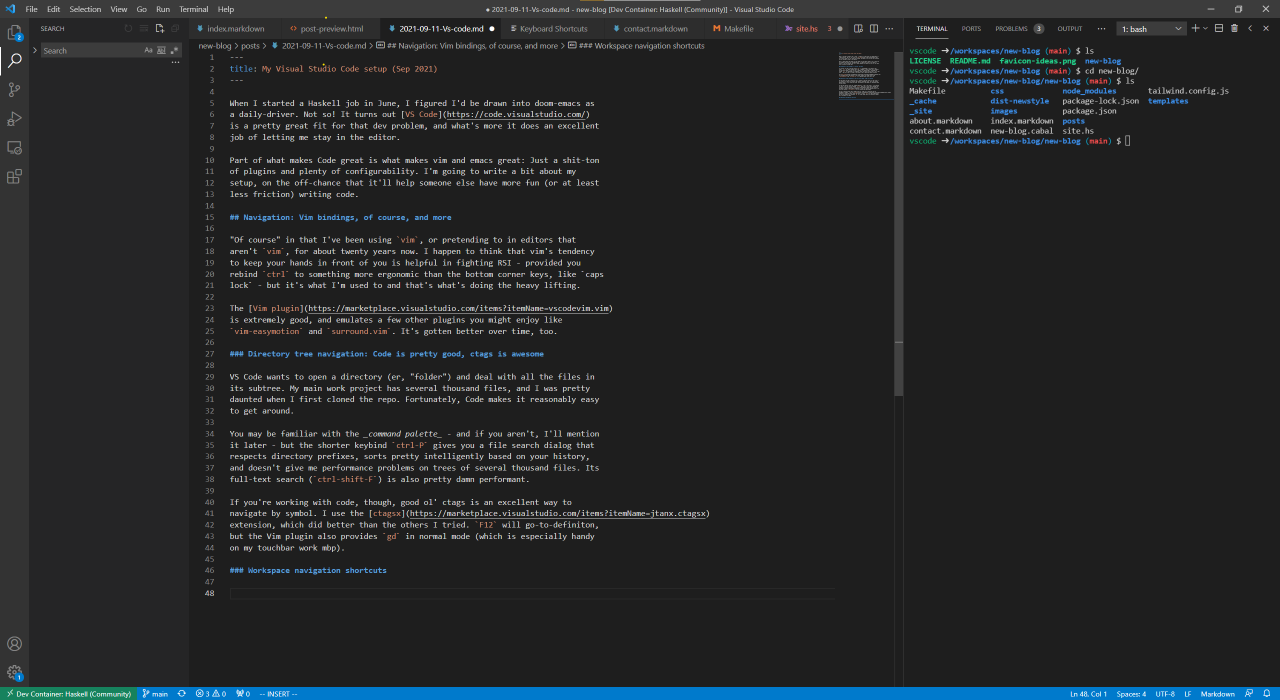 File Edit Selection View Go Run Terminal Help
● 2021-09-11-Vs-code.md - new-blog [Dev Container: Haskell (Community)] - Visual Studio Code
SEARCH
Search
Aa
index.markdown
post-preview.html
2021-09-11-Vs-code.md
Keyboard Shortcuts
contact.markdown
Makefile
site.hs 3
new-blog > posts > 2021-09-11-Vs-code.md > ## Navigation: Vim bindings, of course, and more > ### Workspace navigation shortcuts
1 ---
2 title: My Visual Studio Code setup (Sep 2021)
3 ---
4
5 When I started a Haskell job in June, I figured I'd be drawn into doom-emacs as
6 a daily-driver. Not so! It turns out [VS Code](https://code.visualstudio.com/)
7 is a pretty great fit for that dev problem, and what's more it does an excellent
8 job of letting me stay in the editor.
9
10 Part of what makes Code great is what makes vim and emacs great: Just a shit-ton
11 of plugins and plenty of configurability. I'm going to write a bit about my
12 setup, on the off-chance that it'll help someone else have more fun (or at least
13 less friction) writing code.
14
15 ## Navigation: Vim bindings, of course, and more
16
17 "Of course" in that I've been using `vim`, or pretending to in editors that
18 aren't `vim`, for about twenty years now. I happen to think that vim's tendency
19 to keep your hands in front of you is helpful in fighting RSI - provided you
20 rebind `ctrl` to something more ergonomic than the bottom corner keys, like `caps
21 lock` - but it's what I'm used to and that's what's doing the heavy lifting.
22
23 The [Vim plugin](https://marketplace.visualstudio.com/items?itemName=vscodevim.vim)
24 is extremely good, and emulates a few other plugins you might enjoy like
25 `vim-easymotion` and `surround.vim`. It's gotten better over time, too.
26
27 ### Directory tree navigation: Code is pretty good, ctags is awesome
28
29 VS Code wants to open a directory (er, "folder") and deal with all the files in
30 its subtree. My main work project has several thousand files, and I was pretty
31 daunted when I first cloned the repo. Fortunately, Code makes it reasonably easy
32 to get around.
33
34 You may be familiar with the _command palette_ - and if you aren't, I'll mention
35 it later - but the shorter keybind `ctrl-P` gives you a file search dialog that
36 respects directory prefixes, sorts pretty intelligently based on your history,
37 and doesn't give me performance problems on trees of several thousand files. Its
38 full-text search (`ctrl-shift-F`) is also pretty damn performant.
39
40 If you're working with code, though, good ol' ctags is an excellent way to
41 navigate by symbol. I use the [ctagsx](https://marketplace.visualstudio.com/items?itemName=jtanx.ctagsx)
42 extension, which did better than the others I tried. `F12` will go-to-definiton,
43 but the Vim plugin also provides `gd` in normal mode (which is especially handy
44 on my touchbar work mbp).
45
46 ### Workspace navigation shortcuts
47
48
TERMINAL PORTS PROBLEMS 3 OUTPUT ··· 1: bash
vscode ➜ /workspaces/new-blog (main) $ ls
LICENSE README.md favicon-ideas.png new-blog
vscode ➜ /workspaces/new-blog (main) $ cd new-blog/
vscode ➜ /workspaces/new-blog/new-blog (main) $ ls
Makefile css node_modules tailwind.config.js
_cache dist-newstyle package-lock.json templates
_site images package.json
about.markdown index.markdown posts
contact.markdown new-blog.cabal site.hs
vscode ➜ /workspaces/new-blog/new-blog (main) $
2
1
Dev Container: Haskell (Community) main 3 0 0 -- INSERT -- Ln 48, Col 1 Spaces: 4 UTF-8 LF Markdown